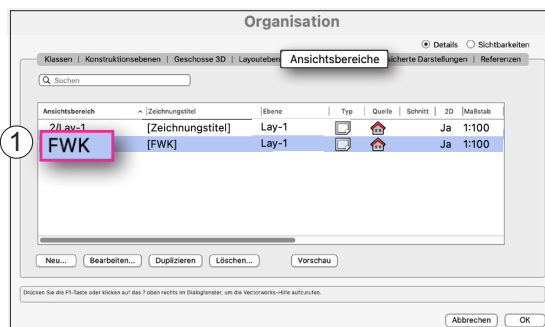 Organisation
Details Sichtbarkeiten
Klassen Konstruktionsebenen Geschosse 3D Layouteben Ansichtsbereiche icherte Darstellungen Referenzen
Suchen
Ansichtsbereich Zeichnungstitel Ebene Typ Quelle Schnitt 2D Maßstab
2/Lay-1 [Zeichnungstitel] Lay-1 Ja 1:100
1 FWK [FWK] Lay-1 Ja 1:100
Neu... Bearbeiten... Duplizieren Löschen... Vorschau
Drücken Sie die F1-Taste oder klicken auf das ? oben rechts im Dialogfenster, um die Vectorworks-Hilfe aufzurufen.
Abbrechen OK